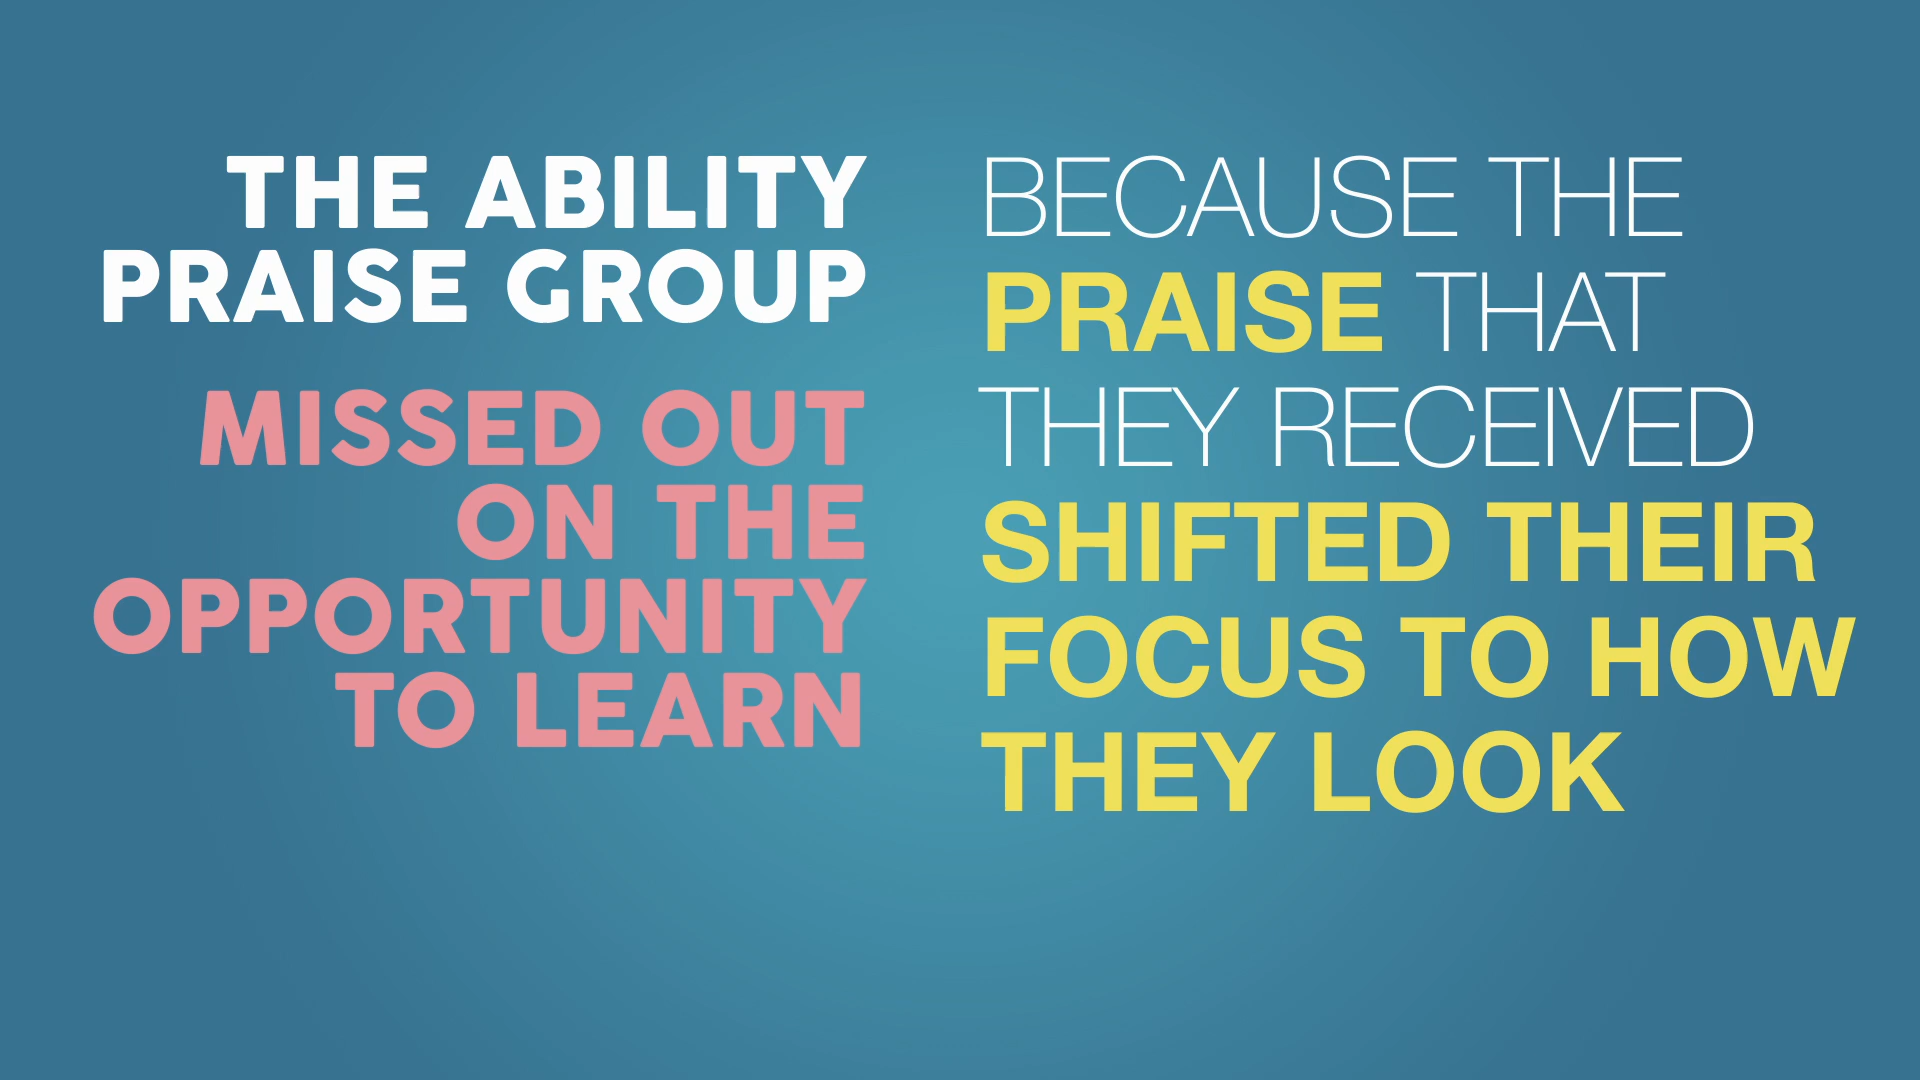 THE ABILITY
PRAISE GROUP
MISSED OUT
ON THE
OPPORTUNITY
TO LEARN
BECAUSE THE
PRAISE THAT
THEY RECEIVED
SHIFTED THEIR
FOCUS TO HOW
THEY LOOK